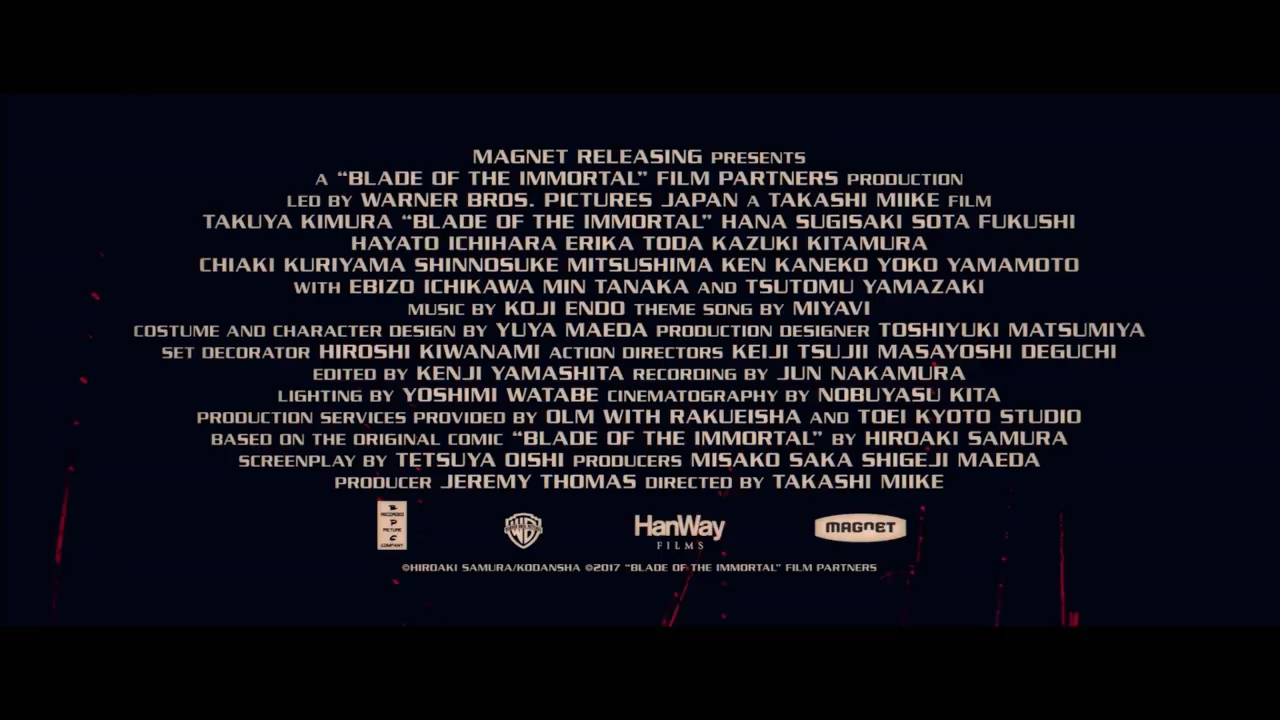 MAGNET RELEASING PRESENTS
A “BLADE OF THE IMMORTAL” FILM PARTNERS PRODUCTION
LED BY WARNER BROS. PICTURES JAPAN A TAKASHI MIIKE FILM
TAKUYA KIMURA “BLADE OF THE IMMORTAL” HANA SUGISAKI SOTA FUKUSHI
HAYATO ICHIHARA ERIKA TODA KAZUKI KITAMURA
CHIAKI KURIYAMA SHINNOSUKE MITSUSHIMA KEN KANEKO YOKO YAMAMOTO
WITH EBIZO ICHIKAWA MIN TANAKA AND TSUTOMU YAMAZAKI
MUSIC BY KOJI ENDO THEME SONG BY MIYAVI
COSTUME AND CHARACTER DESIGN BY YUYA MAEDA PRODUCTION DESIGNER TOSHIYUKI MATSUMIYA
SET DECORATOR HIROSHI KIWANAMI ACTION DIRECTORS KEIJI TSUJII MASAYOSHI DEGUCHI
EDITED BY KENJI YAMASHITA RECORDING BY JUN NAKAMURA
LIGHTING BY YOSHIMI WATABE CINEMATOGRAPHY BY NOBUYASU KITA
PRODUCTION SERVICES PROVIDED BY OLM WITH RAKUEISHA AND TOEI KYOTO STUDIO
BASED ON THE ORIGINAL COMIC “BLADE OF THE IMMORTAL” BY HIROAKI SAMURA
SCREENPLAY BY TETSUYA OISHI PRODUCERS MISAKO SAKA SHIGEJI MAEDA
PRODUCER JEREMY THOMAS DIRECTED BY TAKASHI MIIKE
R
RECORDED
P
PICTURE
C
COMPANY
WB
HanWay
FILMS
MAGNET
©HIROAKI SAMURA/KODANSHA ©2017 “BLADE OF THE IMMORTAL” FILM PARTNERS